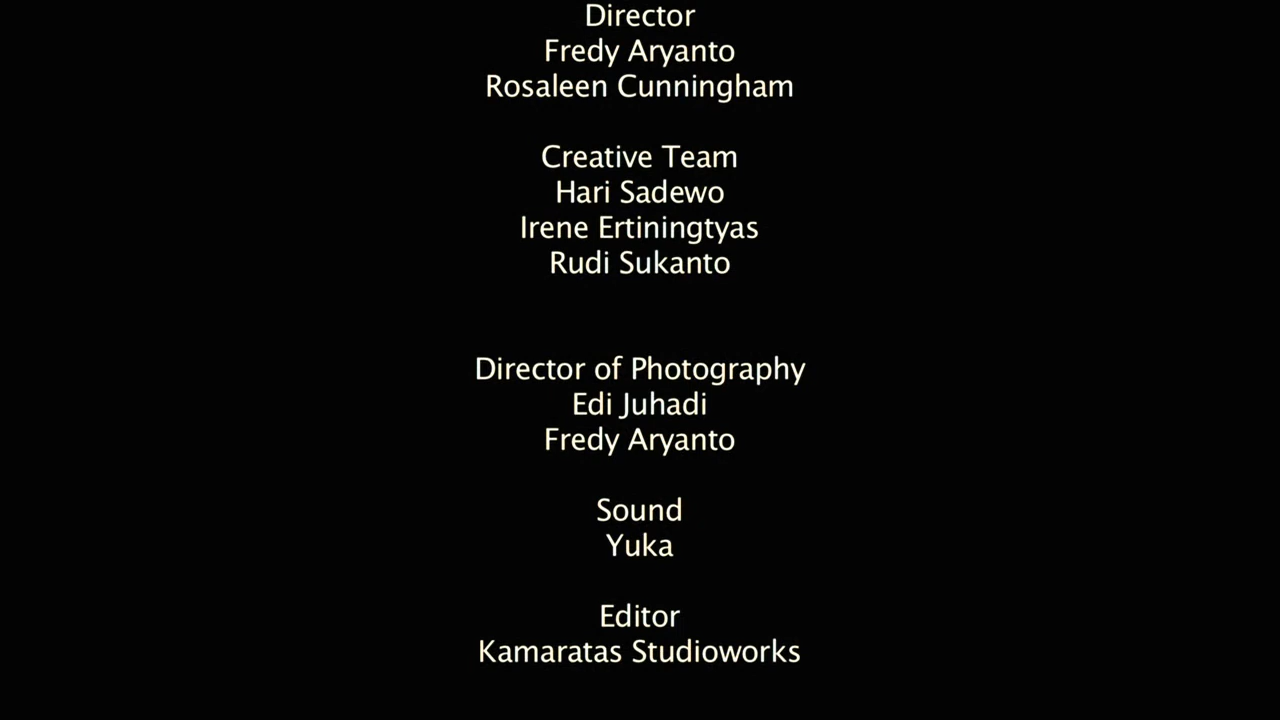 Director
Fredy Aryanto
Rosaleen Cunningham
Creative Team
Hari Sadewo
Irene Ertiningtyas
Rudi Sukanto
Director of Photography
Edi Juhadi
Fredy Aryanto
Sound
Yuka
Editor
Kamaratas Studioworks